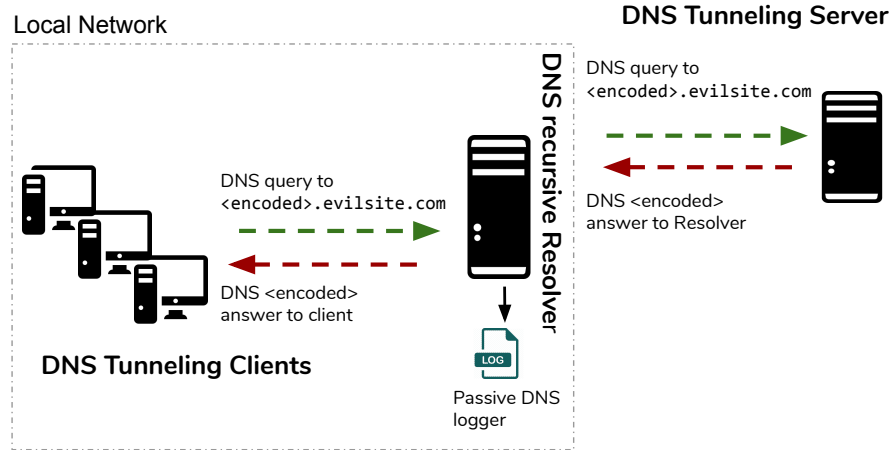 Local Network
DNS Tunneling Server
DNS recursive Resolver
DNS query to
<encoded>.evilsite.com
DNS <encoded>
answer to Resolver
DNS query to
<encoded>.evilsite.com
DNS <encoded>
answer to client
DNS Tunneling Clients
LOG
Passive DNS
logger